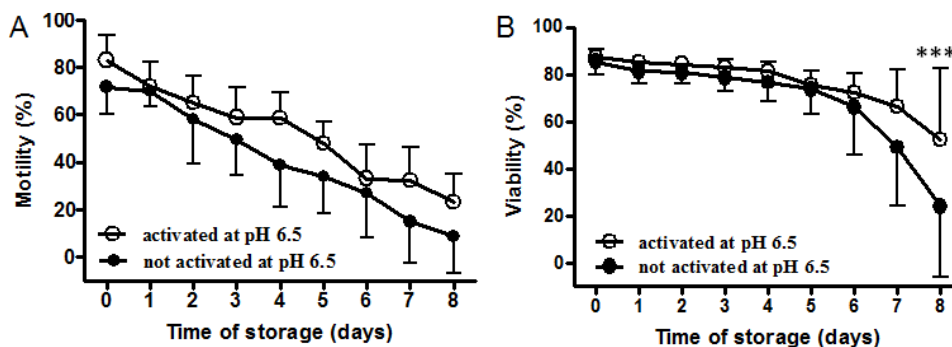 A
Motility (%)
100
80
60
40
20
0
activated at pH 6.5
not activated at pH 6.5
0 1 2 3 4 5 6 7 8
Time of storage (days)
B
Viability (%)
100
80
60
40
20
0
***
activated at pH 6.5
not activated at pH 6.5
0 1 2 3 4 5 6 7 8
Time of storage (days)